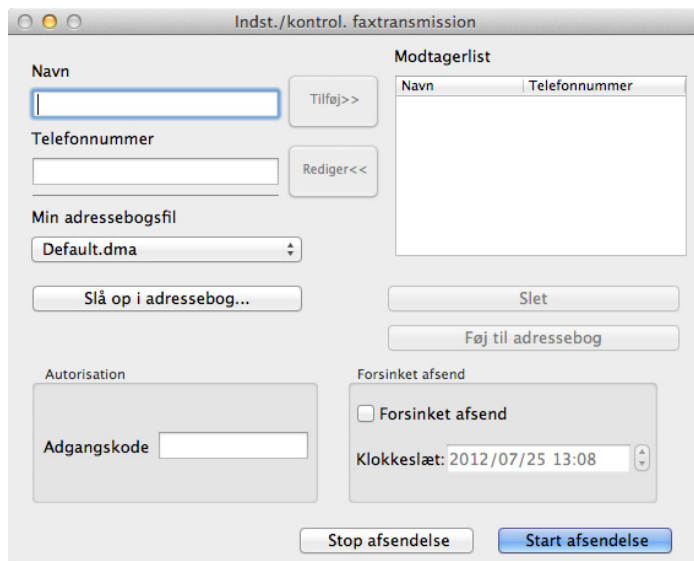 Indst./kontrol. faxtransmission
Navn
Tilføj>>
Telefonnummer
Rediger<<
Min adressebogsfil
Default.dma
Slå op i adressebog...
Modtagerlist
Navn Telefonnummer
Slet
Føj til adressebog
Autorisation
Adgangskode
Forsinket afsend
Forsinket afsend
Klokkeslæt: 2012/07/25 13:08
Stop afsendelse
Start afsendelse